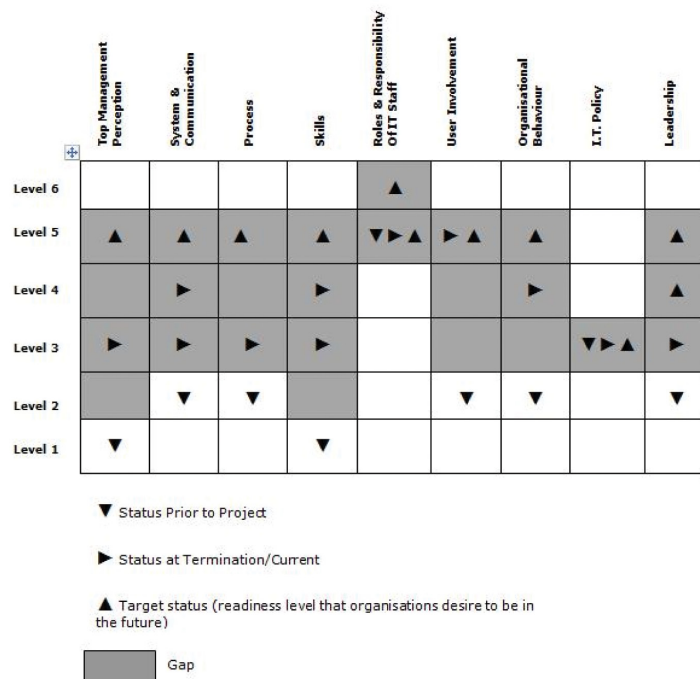 Top Management
Perception
System &
Communication
Process
Skills
Roles & Responsibility
Of IT Staff
User Involvement
Organisational
Behaviour
I.T. Policy
Leadership
Level 6
Level 5
Level 4
Level 3
Level 2
Level 1
Status Prior to Project
Status at Termination/Current
Target status (readiness level that organisations desire to be in
the future)
Gap